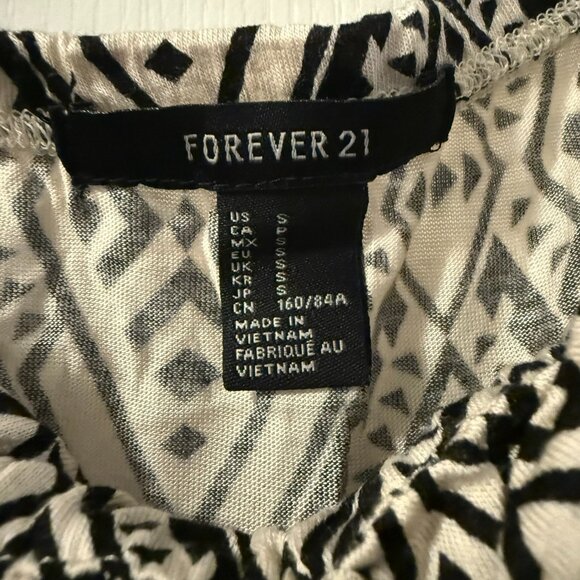 FOREVER 21
US S
CA P
MX S
EU S
UK S
KR S
JP S
CN 160/84A
MADE IN
VIETNAM
FABRIQUÉ AU
VIETNAM